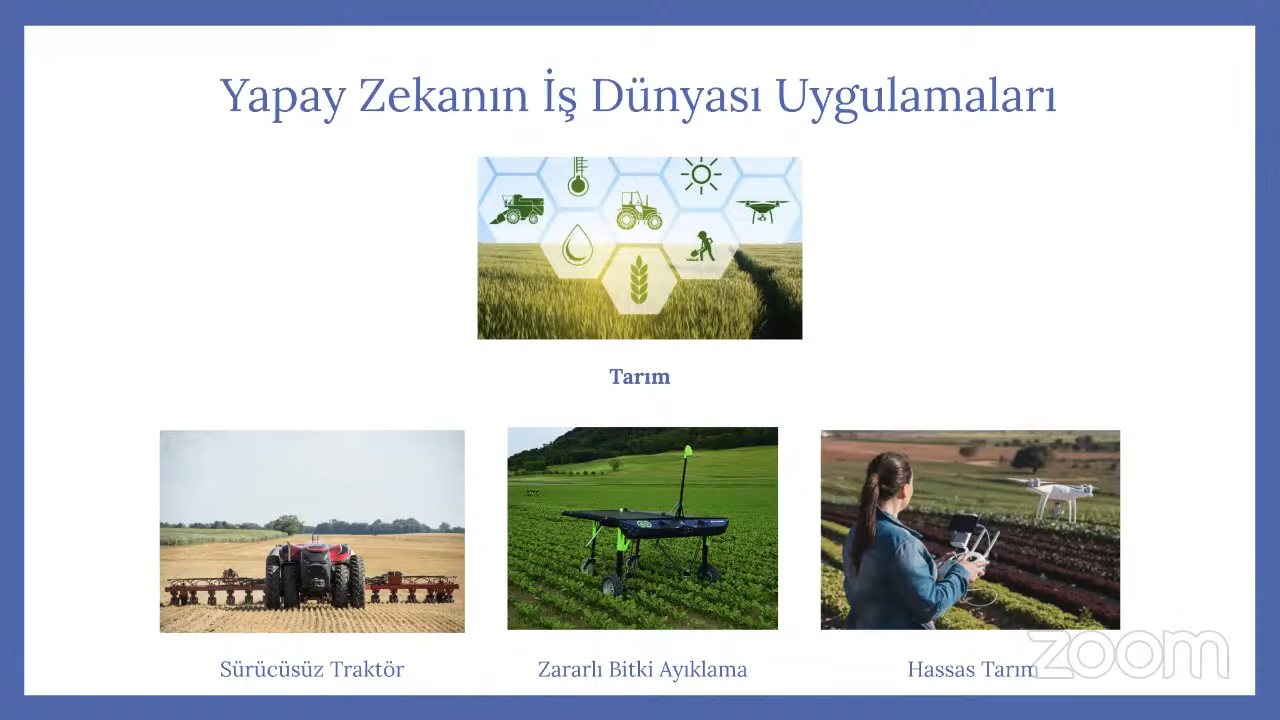 Yapay Zekanın İş Dünyası Uygulamaları
Tarım
Sürücüsüz Traktör
Zararlı Bitki Ayıklama
Hassas Tarım
zoom